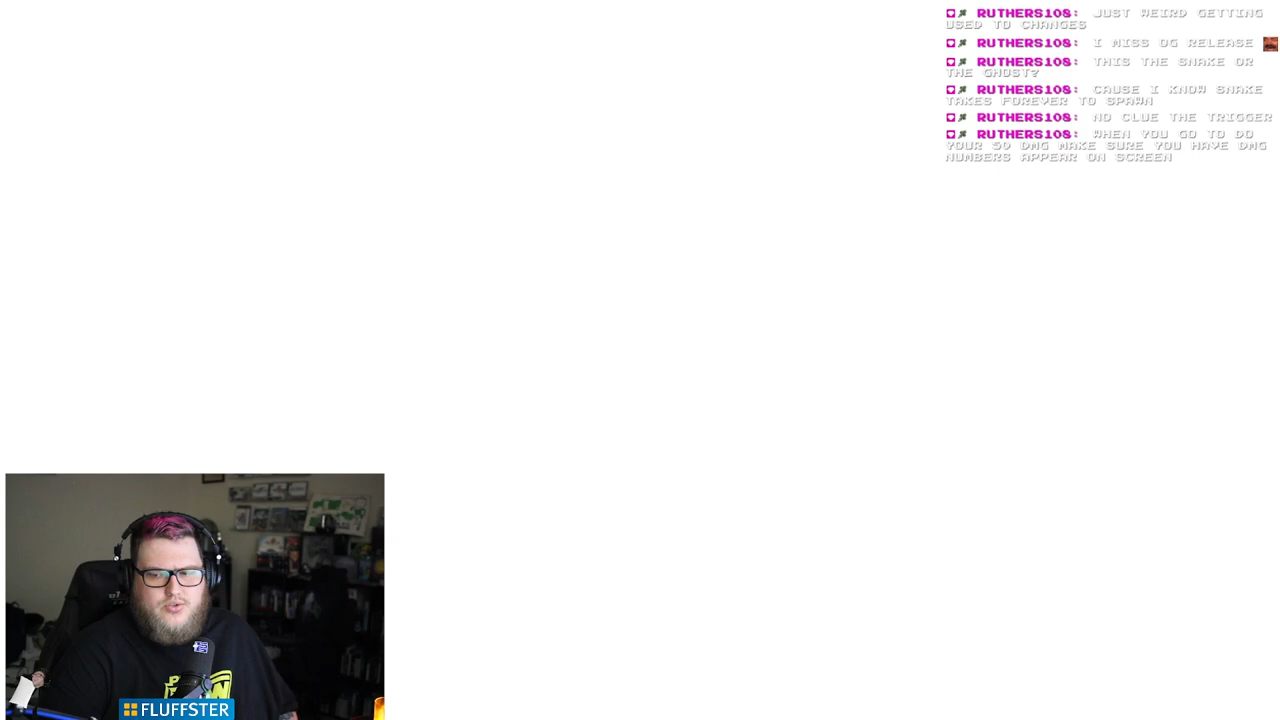 RUTHERS108: JUST WEIRD GETTING
USED TO CHANGES
RUTHERS108: I MISS OG RELEASE
RUTHERS108: THIS THE SNAKE OR
THE GHOST?
RUTHERS108: CAUSE I KNOW SNAKE
TAKES FOREVER TO SPAWN
RUTHERS108: NO CLUE THE TRIGGER
RUTHERS108: WHEN YOU GO TO DO
YOUR 50 DMG MAKE SURE YOU HAVE DMG
NUMBERS APPEAR ON SCREEN
FLUFFSTER